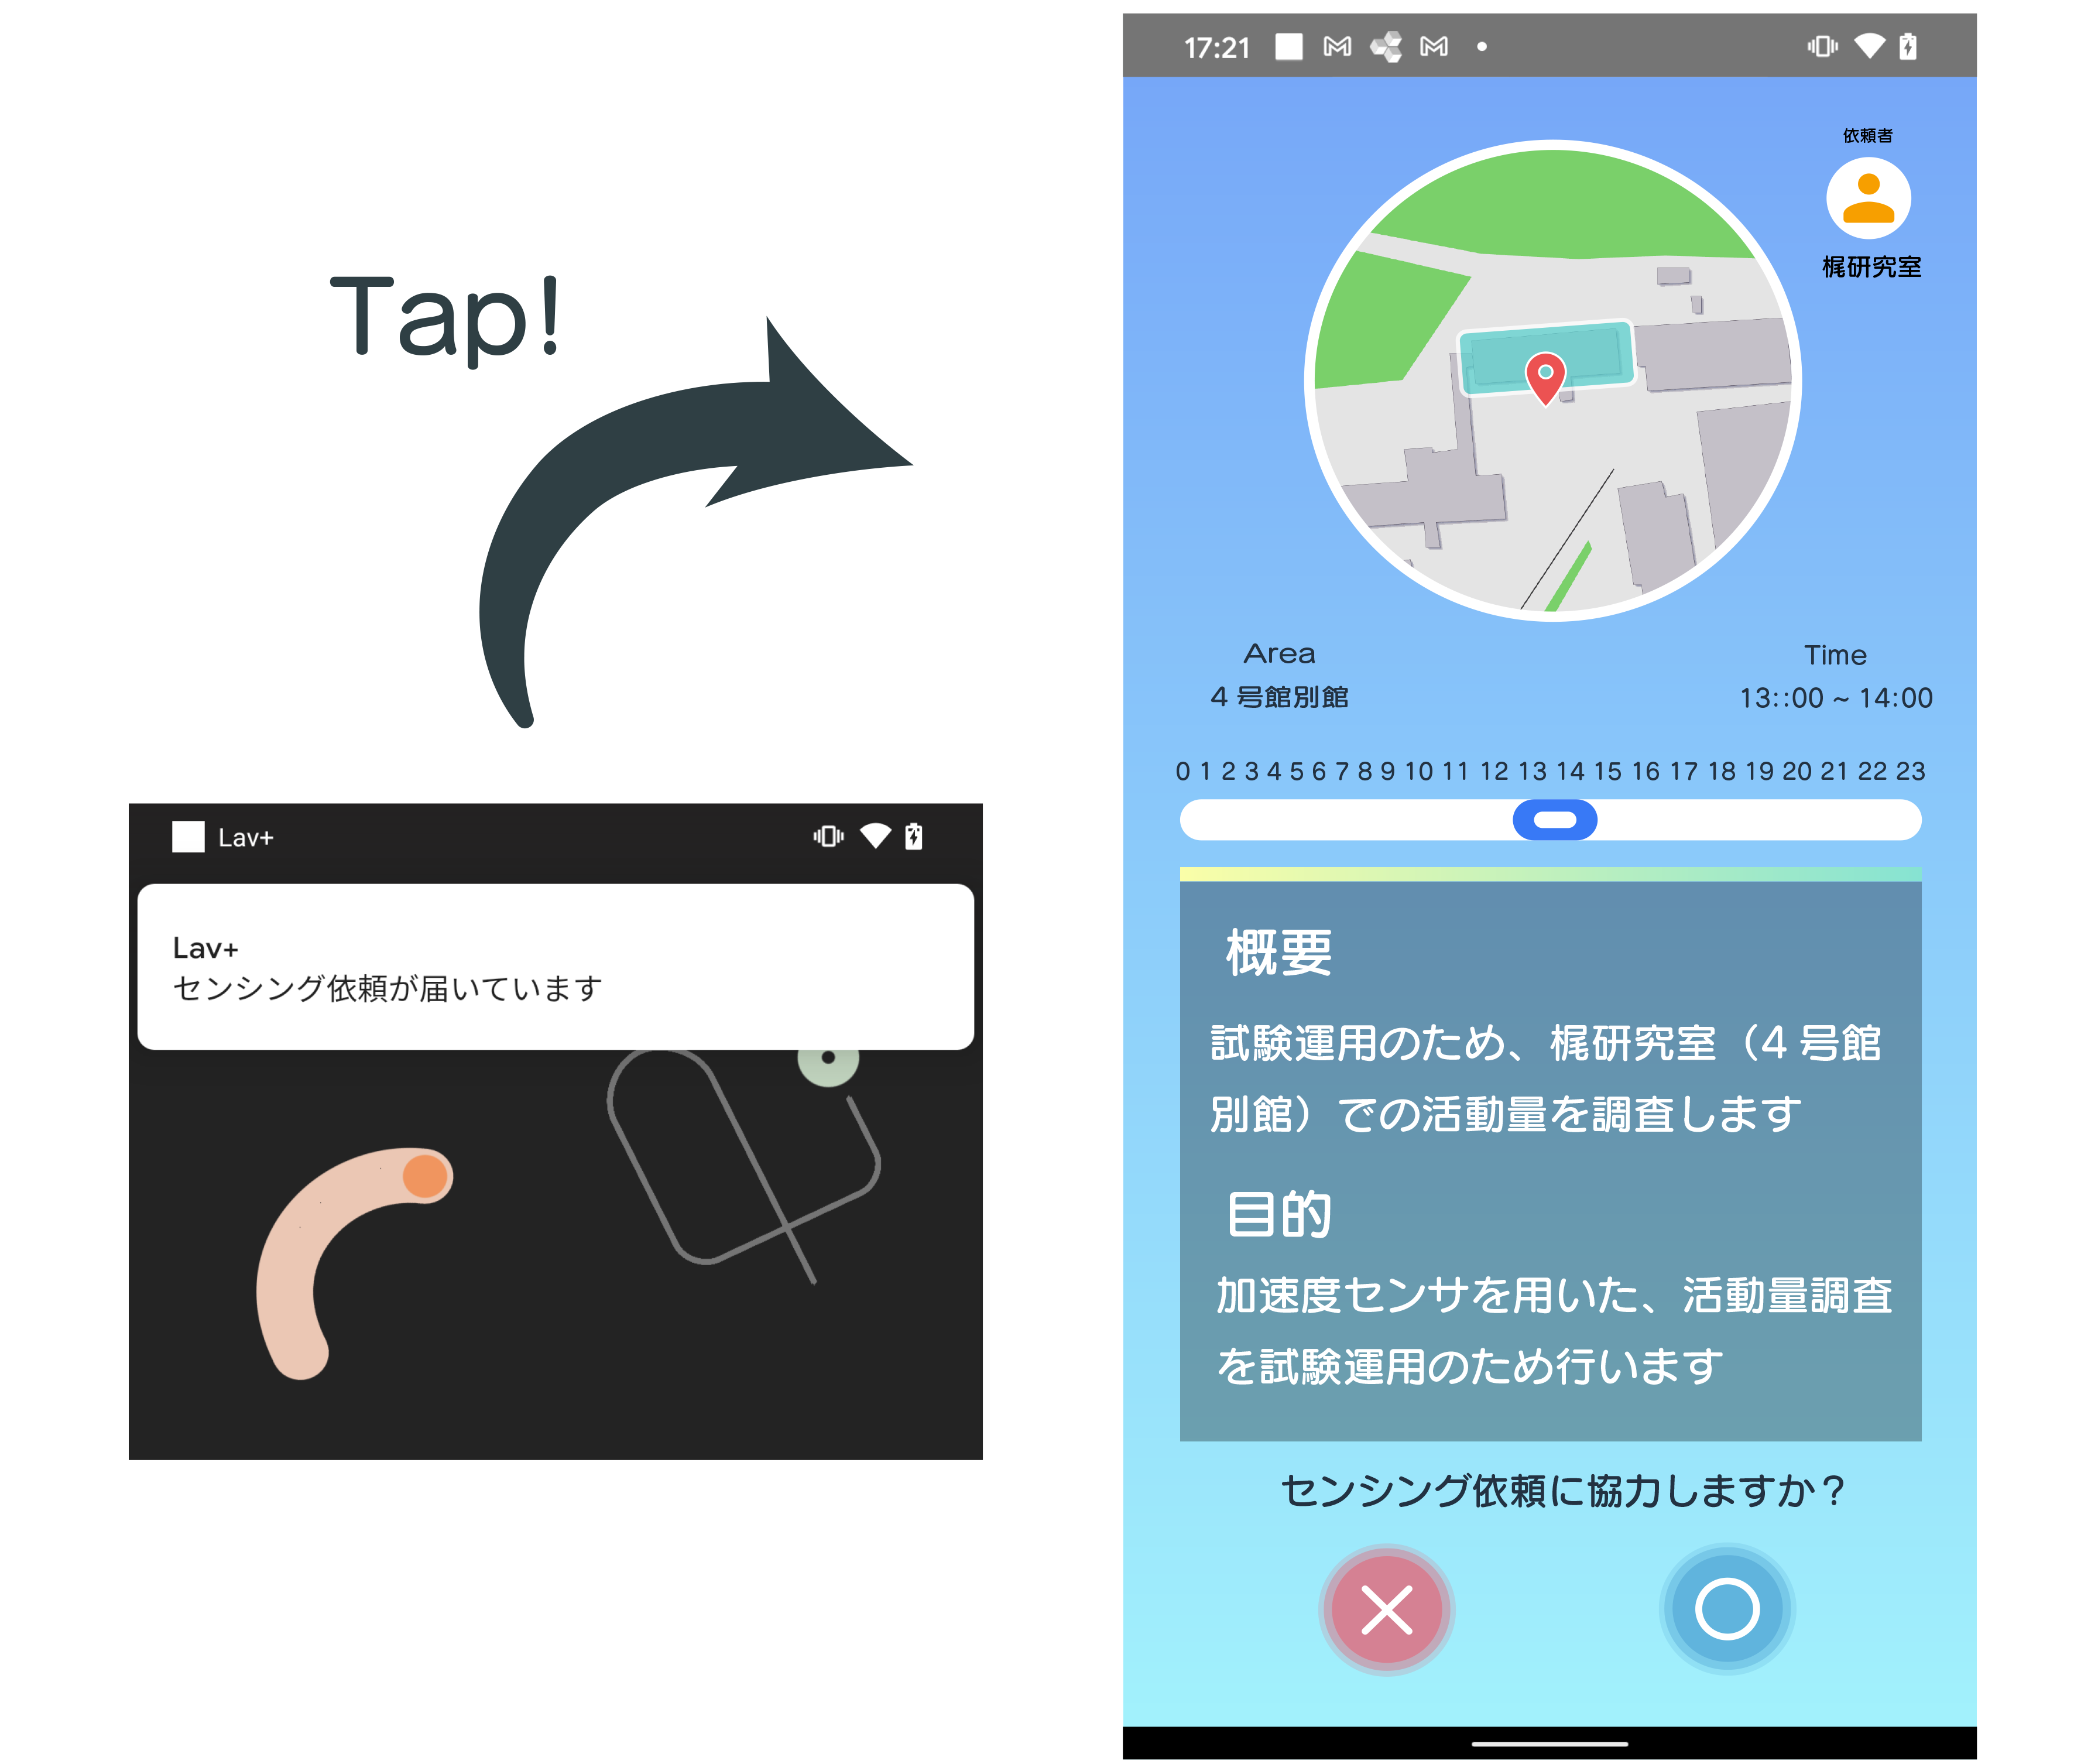 Tap!
Lav+
Lav+
センシング依頼が届いています
17:21
依頼者
梶研究室
Area
4号館別館
Time
13::00 ~ 14:00
0 1 2 3 4 5 6 7 8 9 10 11 12 13 14 15 16 17 18 19 20 21 22 23
概要
試験運用のため、梶研究室（4号館
別館）での活動量を調査します
目的
加速度センサを用いた、活動量調査
を試験運用のため行います
センシング依頼に協力しますか？